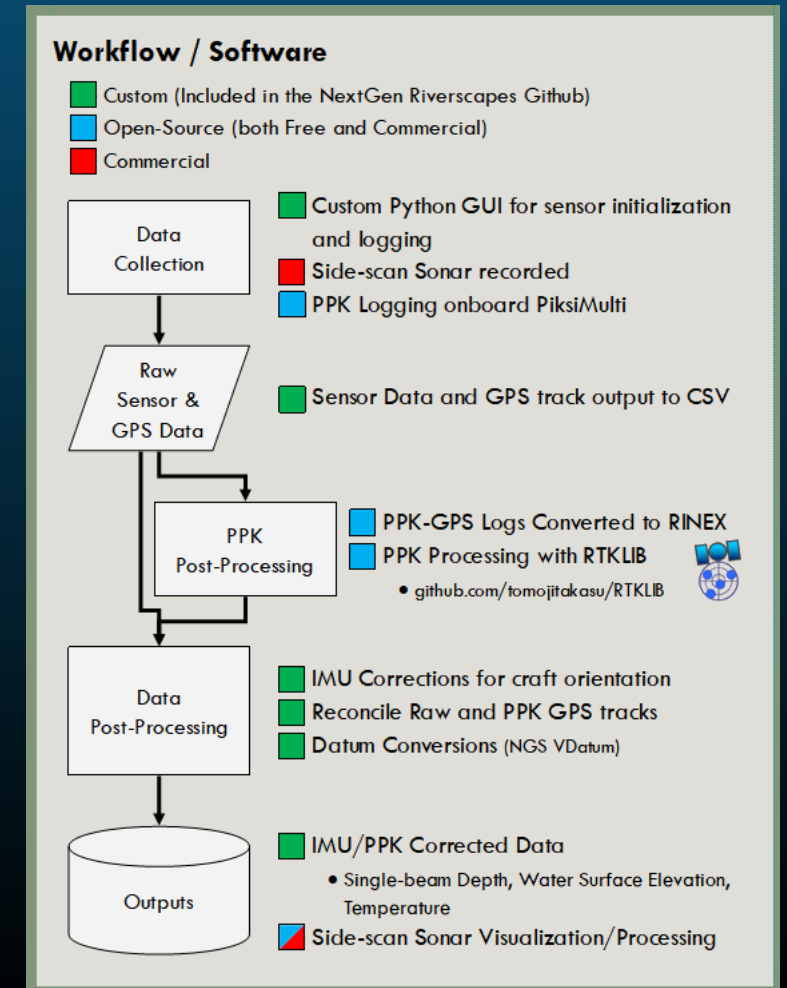 Workflow / Software
Custom (Included in the NextGen Riverscapes Github)
Open-Source (both Free and Commercial)
Commercial
Data
Collection
Custom Python GUI for sensor initialization
and logging
Side-scan Sonar recorded
PPK Logging onboard PiksiMulti
Raw
Sensor &
GPS Data
Sensor Data and GPS track output to CSV
PPK
Post-Processing
PPK-GPS Logs Converted to RINEX
PPK Processing with RTKLIB
• github.com/tomojitakasu/RTKLIB
Data
Post-Processing
IMU Corrections for craft orientation
Reconcile Raw and PPK GPS tracks
Datum Conversions (NGS VDatum)
Outputs
IMU/PPK Corrected Data
• Single-beam Depth, Water Surface Elevation,
Temperature
Side-scan Sonar Visualization/Processing